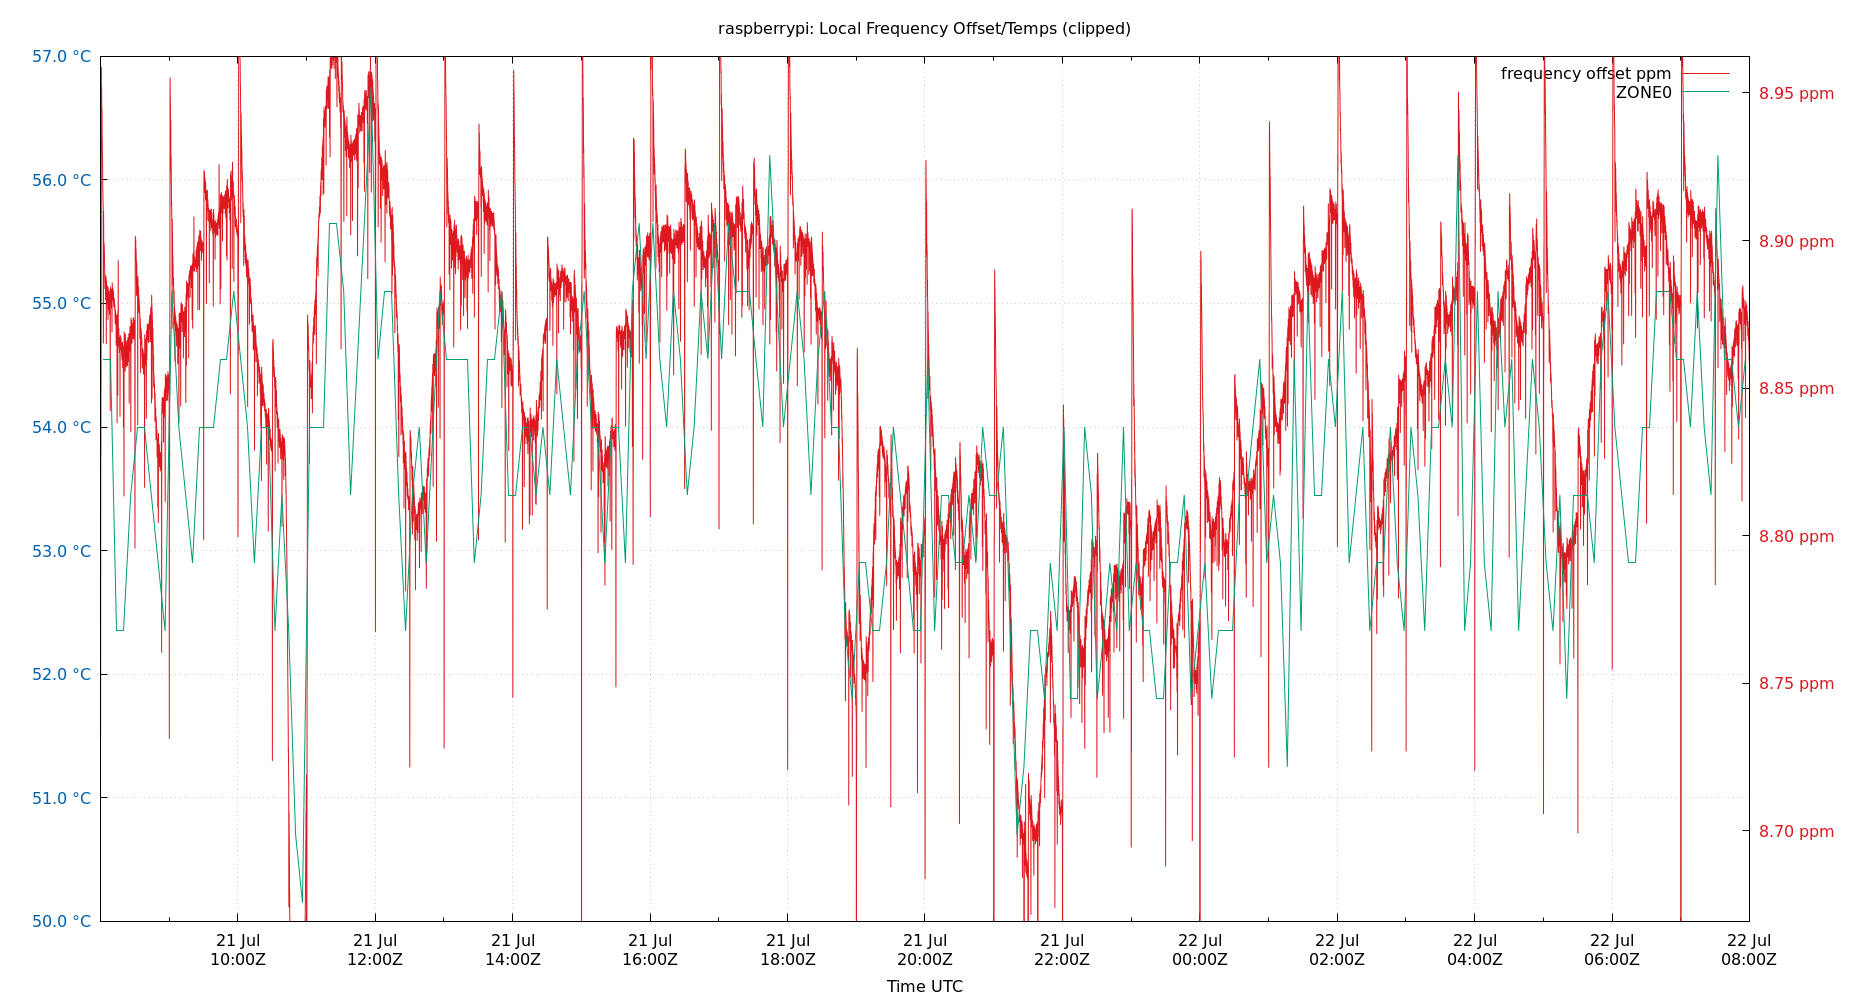 raspberrypi: Local Frequency Offset/Temps (clipped)
57.0 °C
56.0 °C
55.0 °C
54.0 °C
53.0 °C
52.0 °C
51.0 °C
50.0 °C
frequency offset ppm
ZONE0
8.95 ppm
8.90 ppm
8.85 ppm
8.80 ppm
8.75 ppm
8.70 ppm
21 Jul
10:00Z
21 Jul
12:00Z
21 Jul
14:00Z
21 Jul
16:00Z
21 Jul
18:00Z
21 Jul
20:00Z
21 Jul
22:00Z
22 Jul
00:00Z
22 Jul
02:00Z
22 Jul
04:00Z
22 Jul
06:00Z
22 Jul
08:00Z
Time UTC